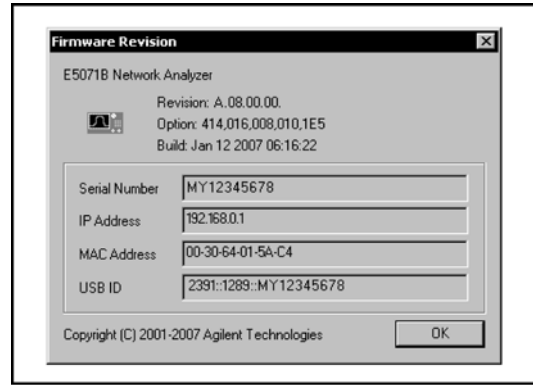 Firmware Revision
E5071B Network Analyzer
Revision: A.08.00.00.
Option: 414,016,008,010,1E5
Build: Jan 12 2007 06:16:22
Serial Number MY12345678
IP Address 192.168.0.1
MAC Address 00-30-64-01-5A-C4
USB ID 2391::1289::MY12345678
Copyright (C) 2001-2007 Agilent Technologies OK